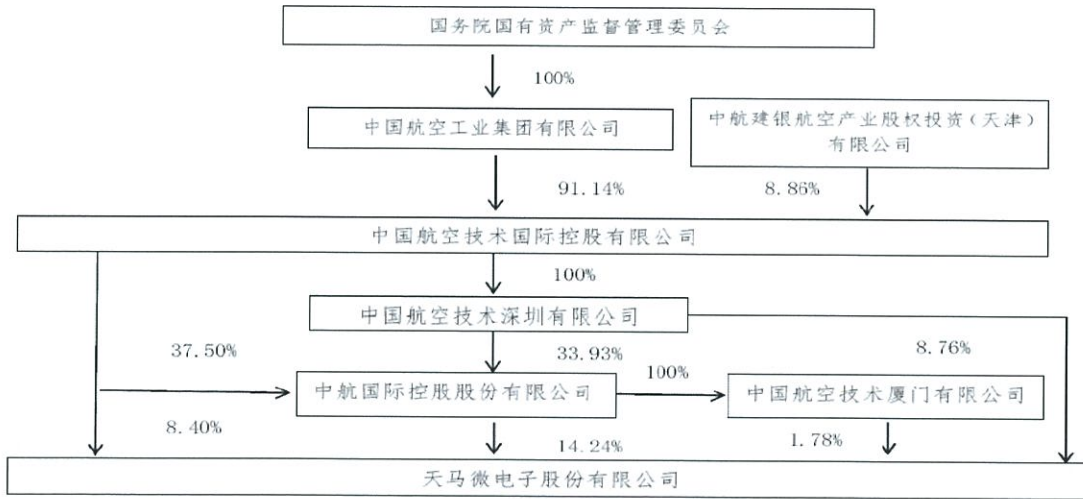 国务院国有资产监督管理委员会
100%
中国航空工业集团有限公司
中航建银航空产业股权投资（天津）
有限公司
91.14%
8.86%
中国航空技术国际控股有限公司
100%
中国航空技术深圳有限公司
37.50%
33.93%
8.76%
100%
中航国际控股股份有限公司
中国航空技术厦门有限公司
8.40%
14.24%
1.78%
天马微电子股份有限公司